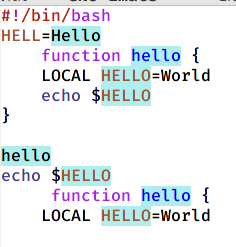 #!/bin/bash
HELL=Hello
function hello {
LOCAL HELLO=World
echo $HELLO
}
hello
echo $HELLO
function hello {
LOCAL HELLO=World